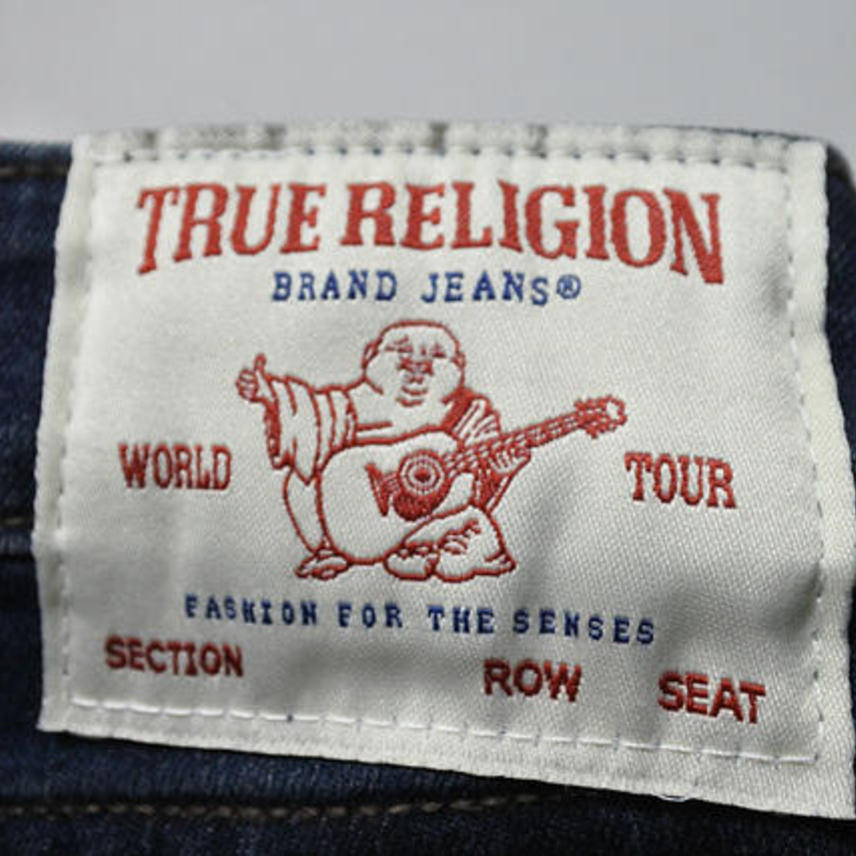 TRUE RELIGION
BRAND JEANS®
WORLD TOUR
FASHION FOR THE SENSES
SECTION ROW SEAT